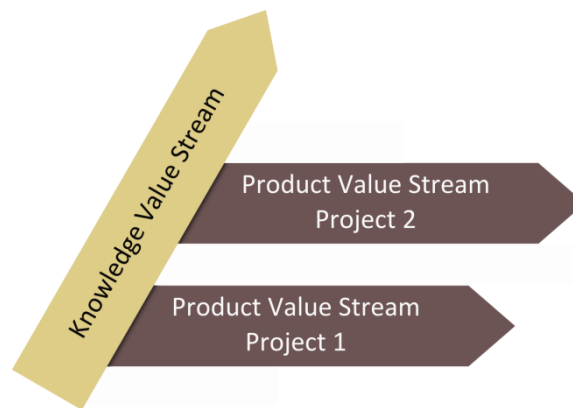 Knowledge Value Stream
Product Value Stream
Project 2
Product Value Stream
Project 1